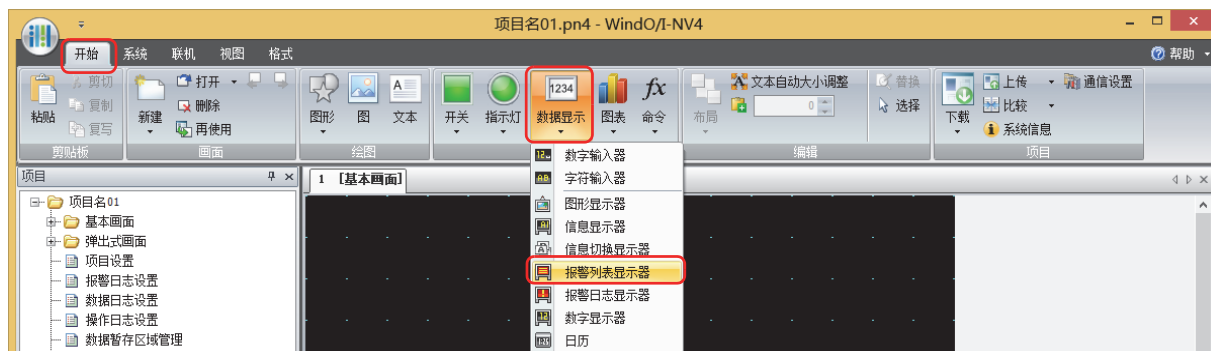 项目名01.pn4 - WindO/I-NV4
开始 系统 联机 视图 格式 帮助
粘贴 剪切 复制 复写 剪贴板
新建 打开 删除 再使用 画面
图形 图 文本 绘图
开关 指示灯 1234 数据显示 图表 fx 命令
布局 文本自动大小调整 0 替换 选择 编辑
下载 上传 比较 系统信息 通信设置 项目
项目
1 [基本画面]
项目名01
基本画面
弹出式画面
项目设置
报警日志设置
数据日志设置
操作日志设置
数据暂存区域管理
数字输入器
字符输入器
图形显示器
信息显示器
信息切换显示器
报警列表显示器
报警日志显示器
数字显示器
日历